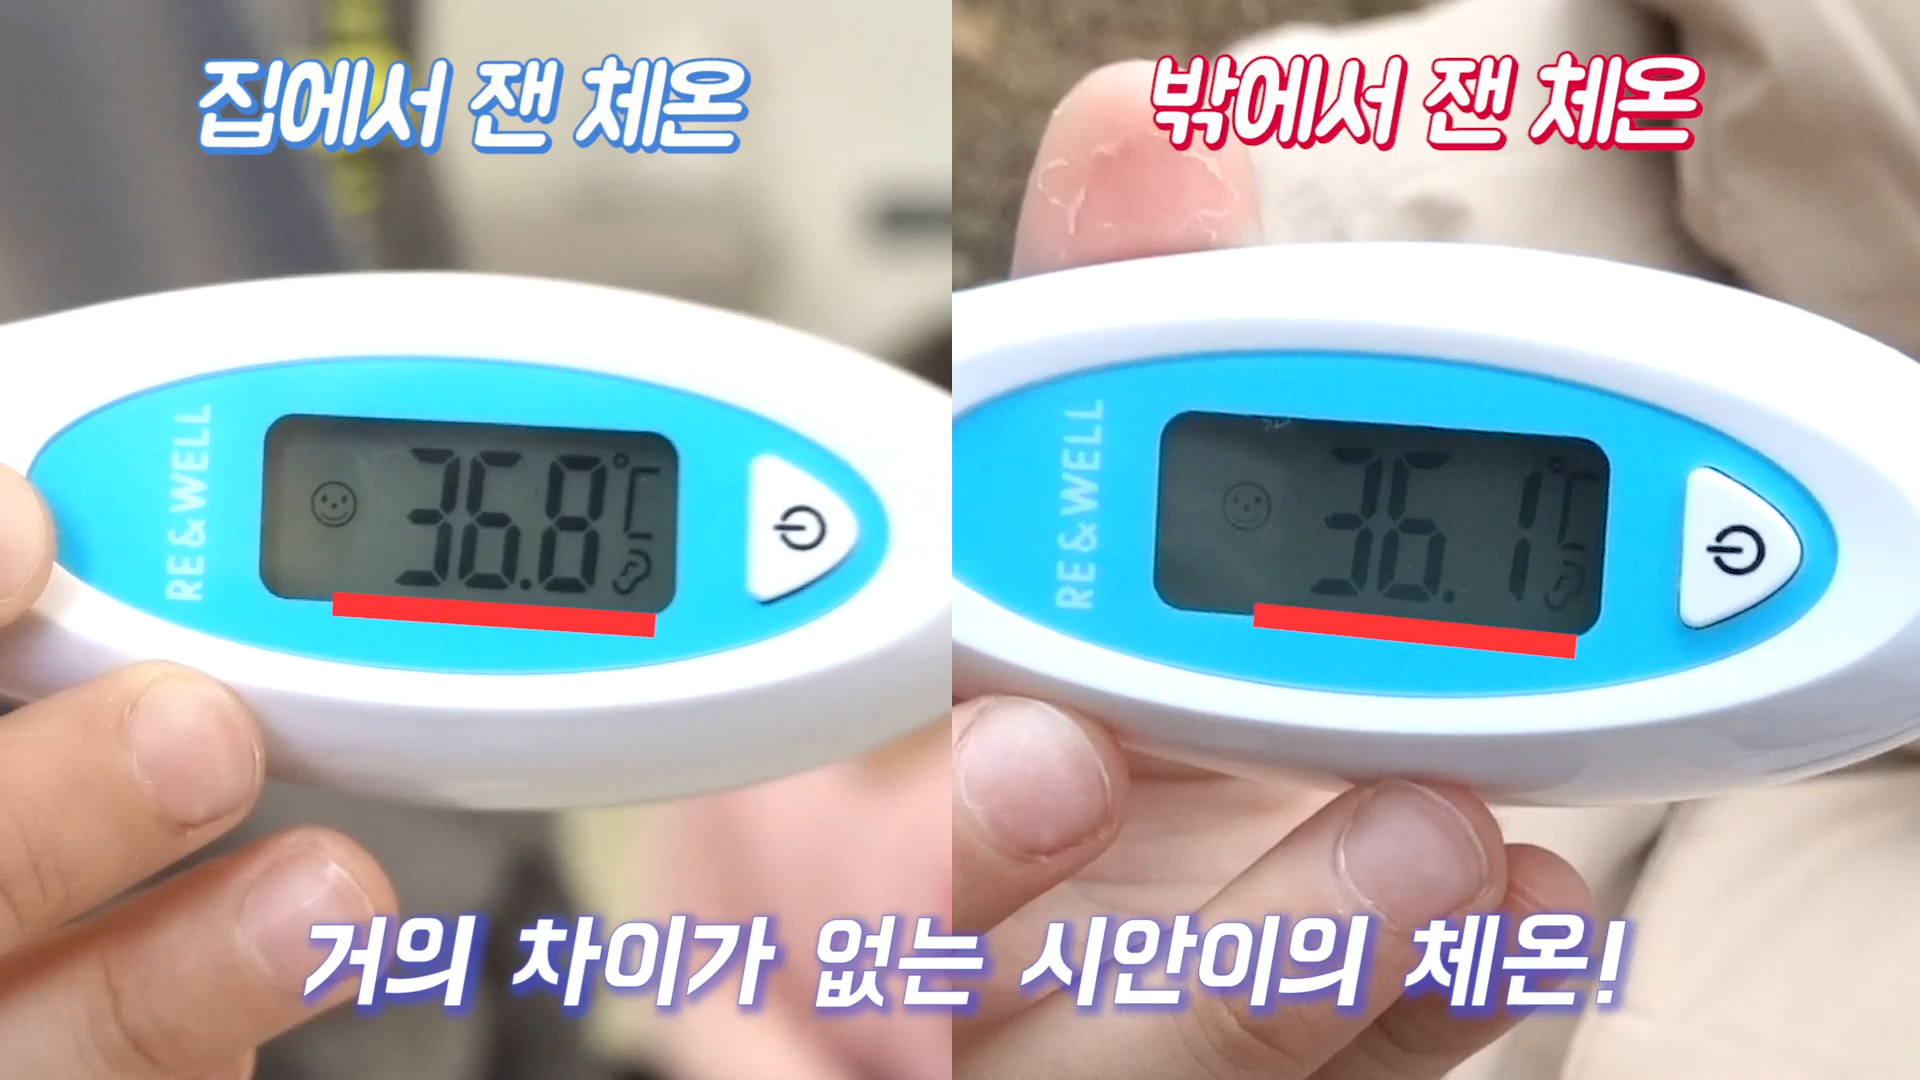 집에서 잰 체온
밖에서 잰 체온
RE&WELL
36.8°C
RE&WELL
36.1°C
거의 차이가 없는 시안이의 체온!